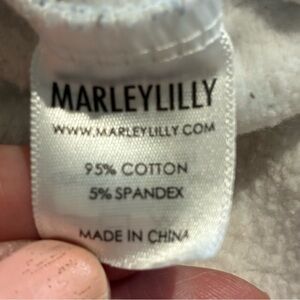 MARLEYLILLY
WWW.MARLEYLILLY.COM
95% COTTON
5% SPANDEX
MADE IN CHINA